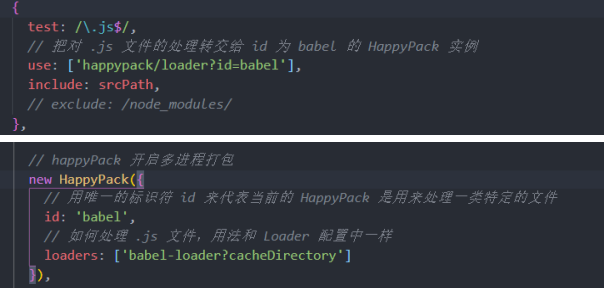 {
test: /\.js$/,
// 把对 .js 文件的处理转交给 id 为 babel 的 HappyPack 实例
use: ['happypack/loader?id=babel'],
include: srcPath,
// exclude: /node_modules/
},
// happyPack 开启多进程打包
new HappyPack({
// 用唯一的标识符 id 来代表当前的 HappyPack 是用来处理一类特定的文件
id: 'babel',
// 如何处理 .js 文件，用法和 Loader 配置中一样
loaders: ['babel-loader?cacheDirectory']
}),